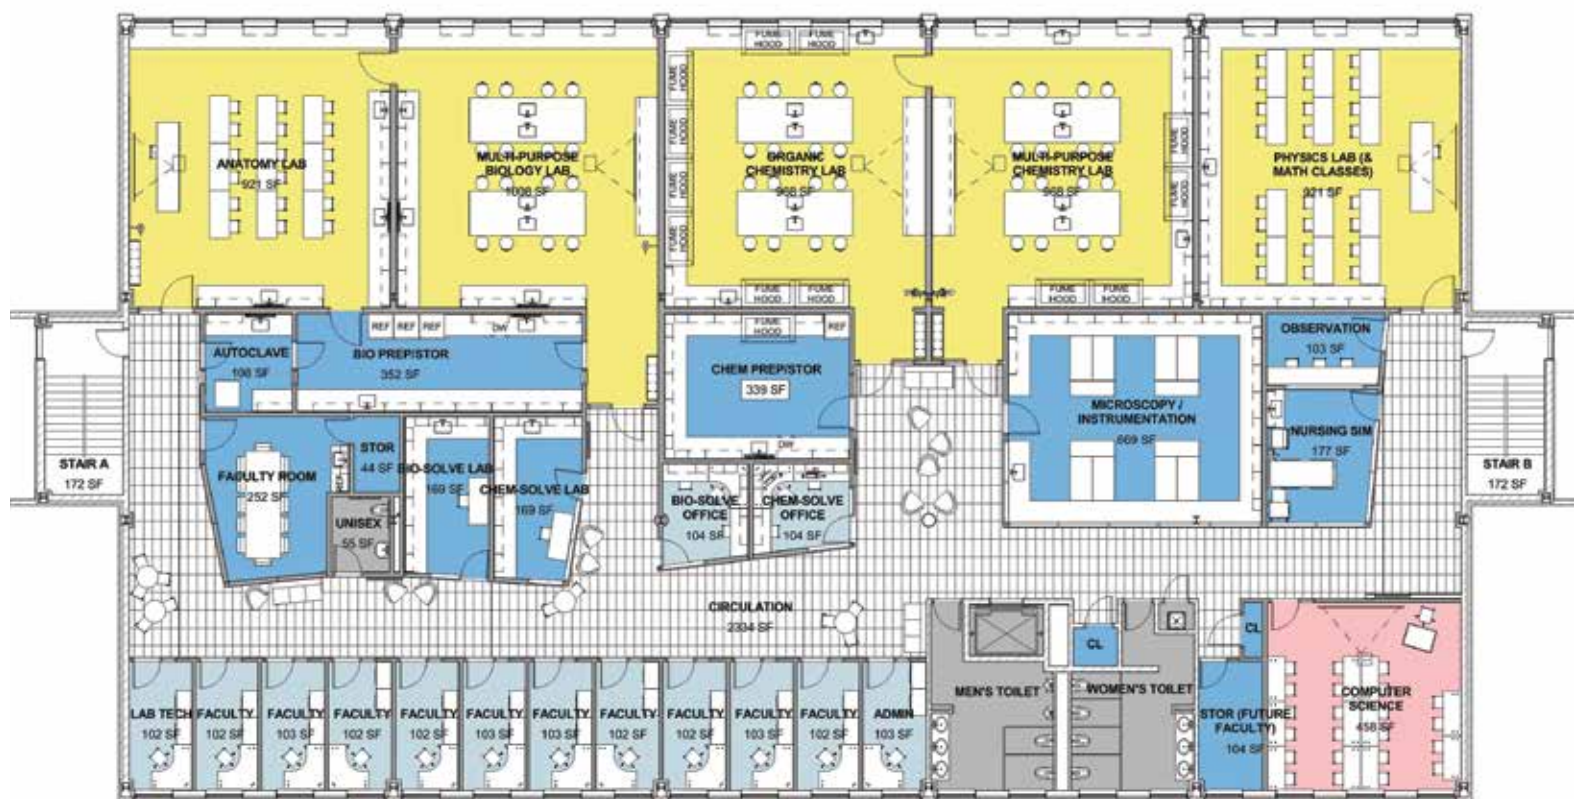 FUME
HOOD
FUME
HOOD
FUME
HOOD
FUME
HOOD
FUME
HOOD
FUME
HOOD
FUME
HOOD
FUME
HOOD
ANATOMY LAB
921 SF
MULTI-PURPOSE
BIOLOGY LAB
1008 SF
ORGANIC
CHEMISTRY LAB
968 SF
MULTI-PURPOSE
CHEMISTRY LAB
968 SF
PHYSICS LAB (&
MATH CLASSES)
921 SF
FUME
HOOD
FUME
HOOD
FUME
HOOD
FUME
HOOD
AUTOCLAVE
108 SF
REF
REF
REF
DW
BIO PREP/STOR
352 SF
FUME
HOOD
REF
CHEM PREP/STOR
339 SF
DW
MICROSCOPY /
INSTRUMENTATION
669 SF
OBSERVATION
103 SF
NURSING SIM
177 SF
STAIR A
172 SF
STAIR B
172 SF
FACULTY ROOM
252 SF
STOR
44 SF
REF
UNISEX
55 SF
BIO-SOLVE LAB
169 SF
CHEM-SOLVE LAB
169 SF
BIO-SOLVE
OFFICE
104 SF
CHEM-SOLVE
OFFICE
104 SF
CIRCULATION
2334 SF
LAB TECH
102 SF
FACULTY
102 SF
FACULTY
103 SF
FACULTY
102 SF
FACULTY
102 SF
FACULTY
103 SF
FACULTY
103 SF
FACULTY
102 SF
FACULTY
102 SF
FACULTY
103 SF
FACULTY
102 SF
ADMIN
103 SF
MEN'S TOILET
CL
WOMEN'S TOILET
CL
STOR (FUTURE
FACULTY)
104 SF
COMPUTER
SCIENCE
458 SF